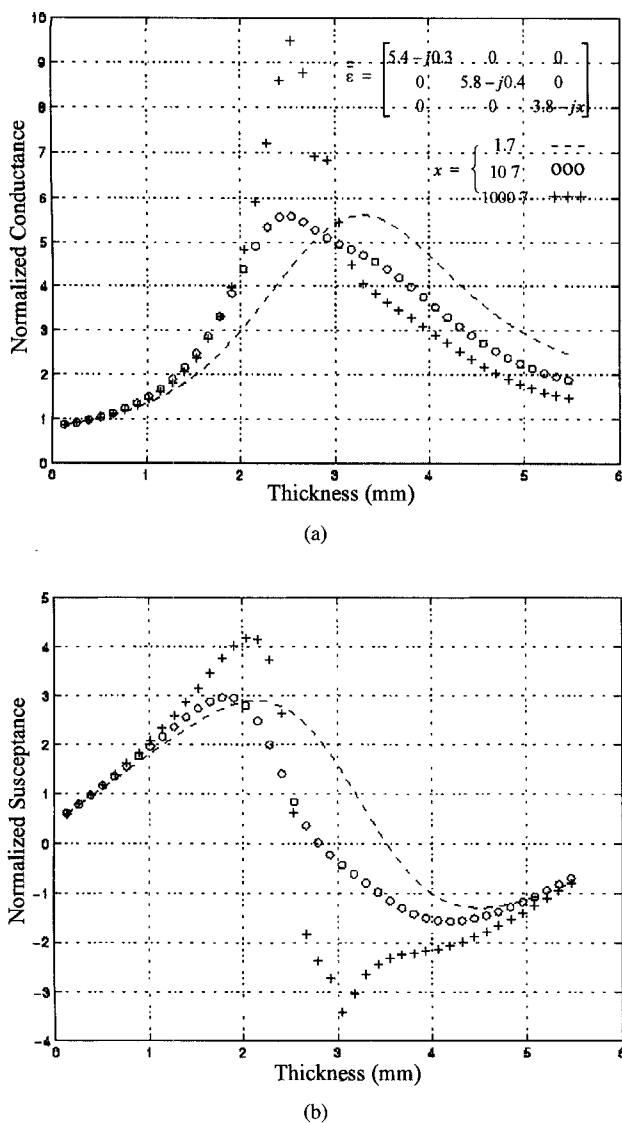 10
9
8
7
6
5
4
3
2
1
0
Normalized Conductance
ε̿ = [ 5.4 – j0.3 0 0
0 5.8 – j0.4 0
0 0 3.8 – jx ]
x = { 1.7 – – –
10 7 OOO
1000 7 +++
0 1 2 3 4 5 6
Thickness (mm)
(a)
5
4
3
2
1
0
-1
-2
-3
-4
Normalized Susceptance
0 1 2 3 4 5 6
Thickness (mm)
(b)